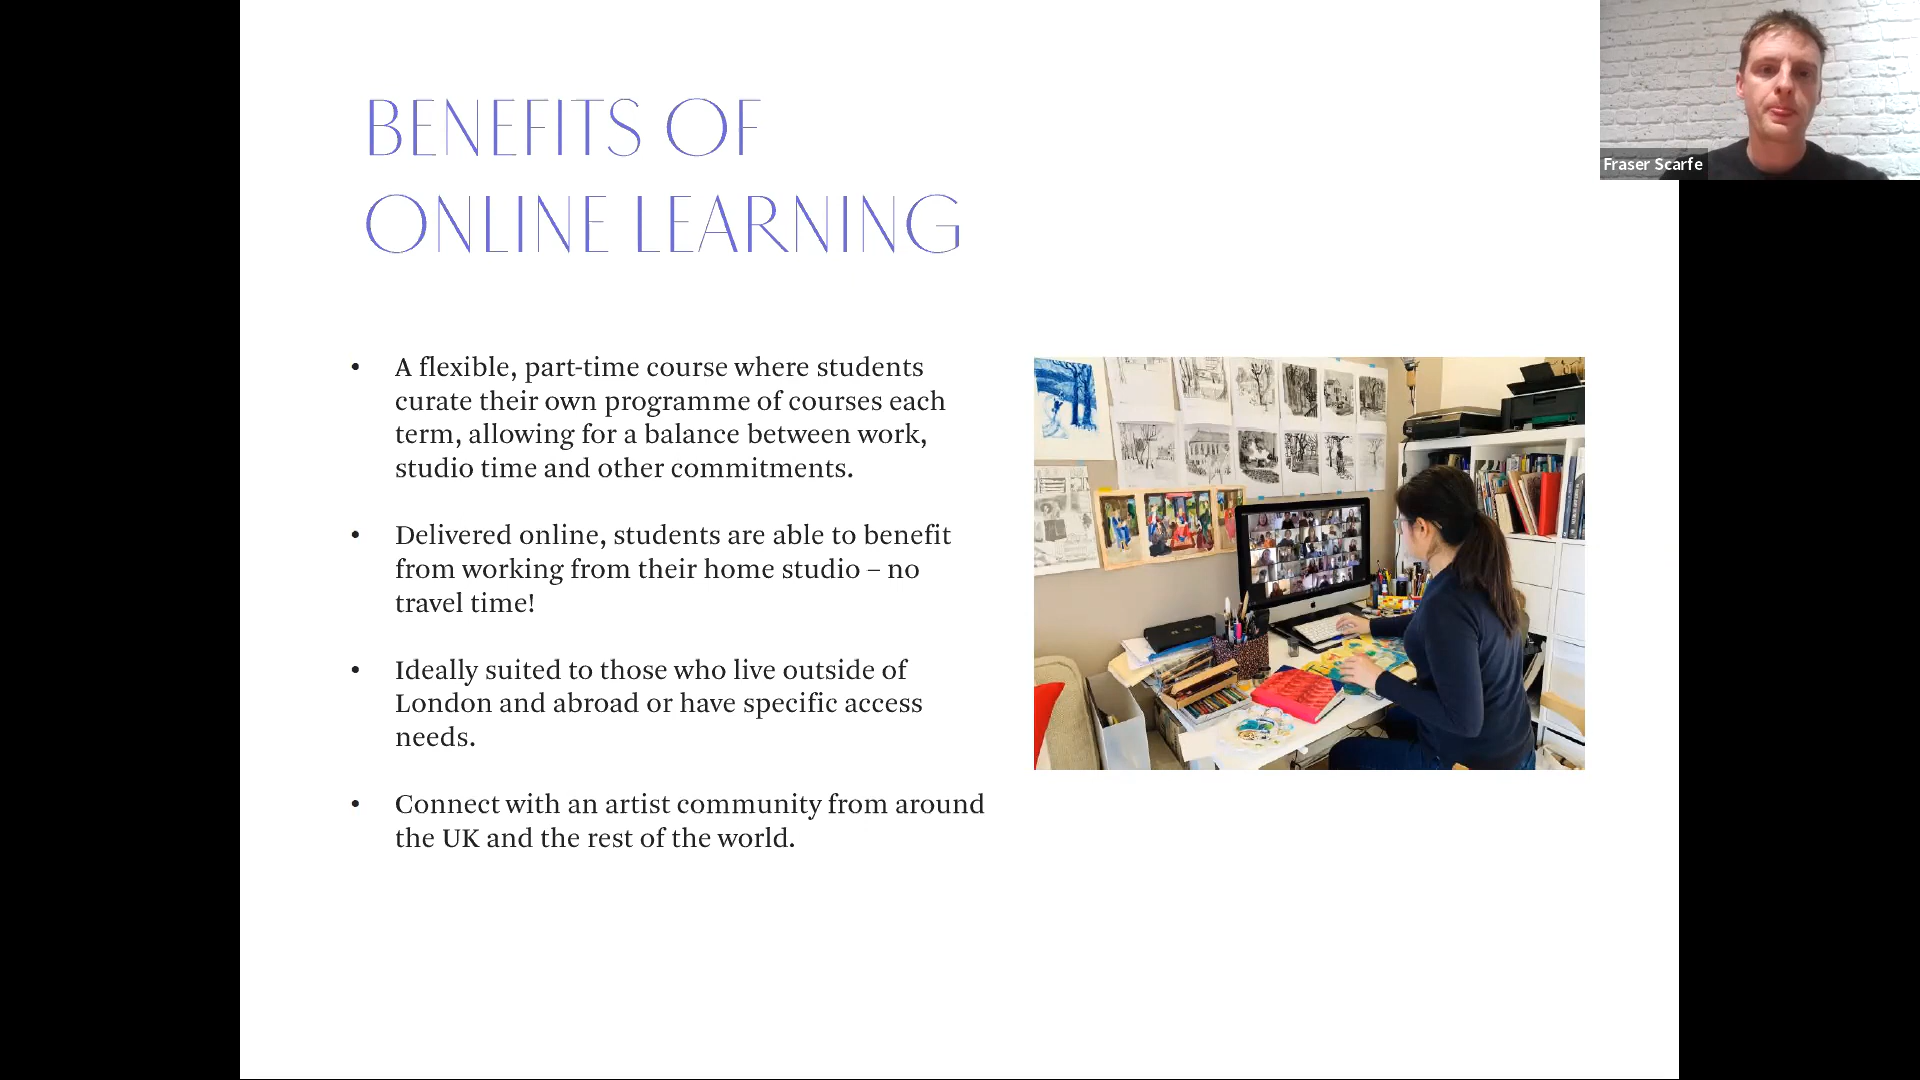 BENEFITS OF
ONLINE LEARNING
• A flexible, part-time course where students
curate their own programme of courses each
term, allowing for a balance between work,
studio time and other commitments.
• Delivered online, students are able to benefit
from working from their home studio – no
travel time!
• Ideally suited to those who live outside of
London and abroad or have specific access
needs.
• Connect with an artist community from around
the UK and the rest of the world.
Fraser Scarfe